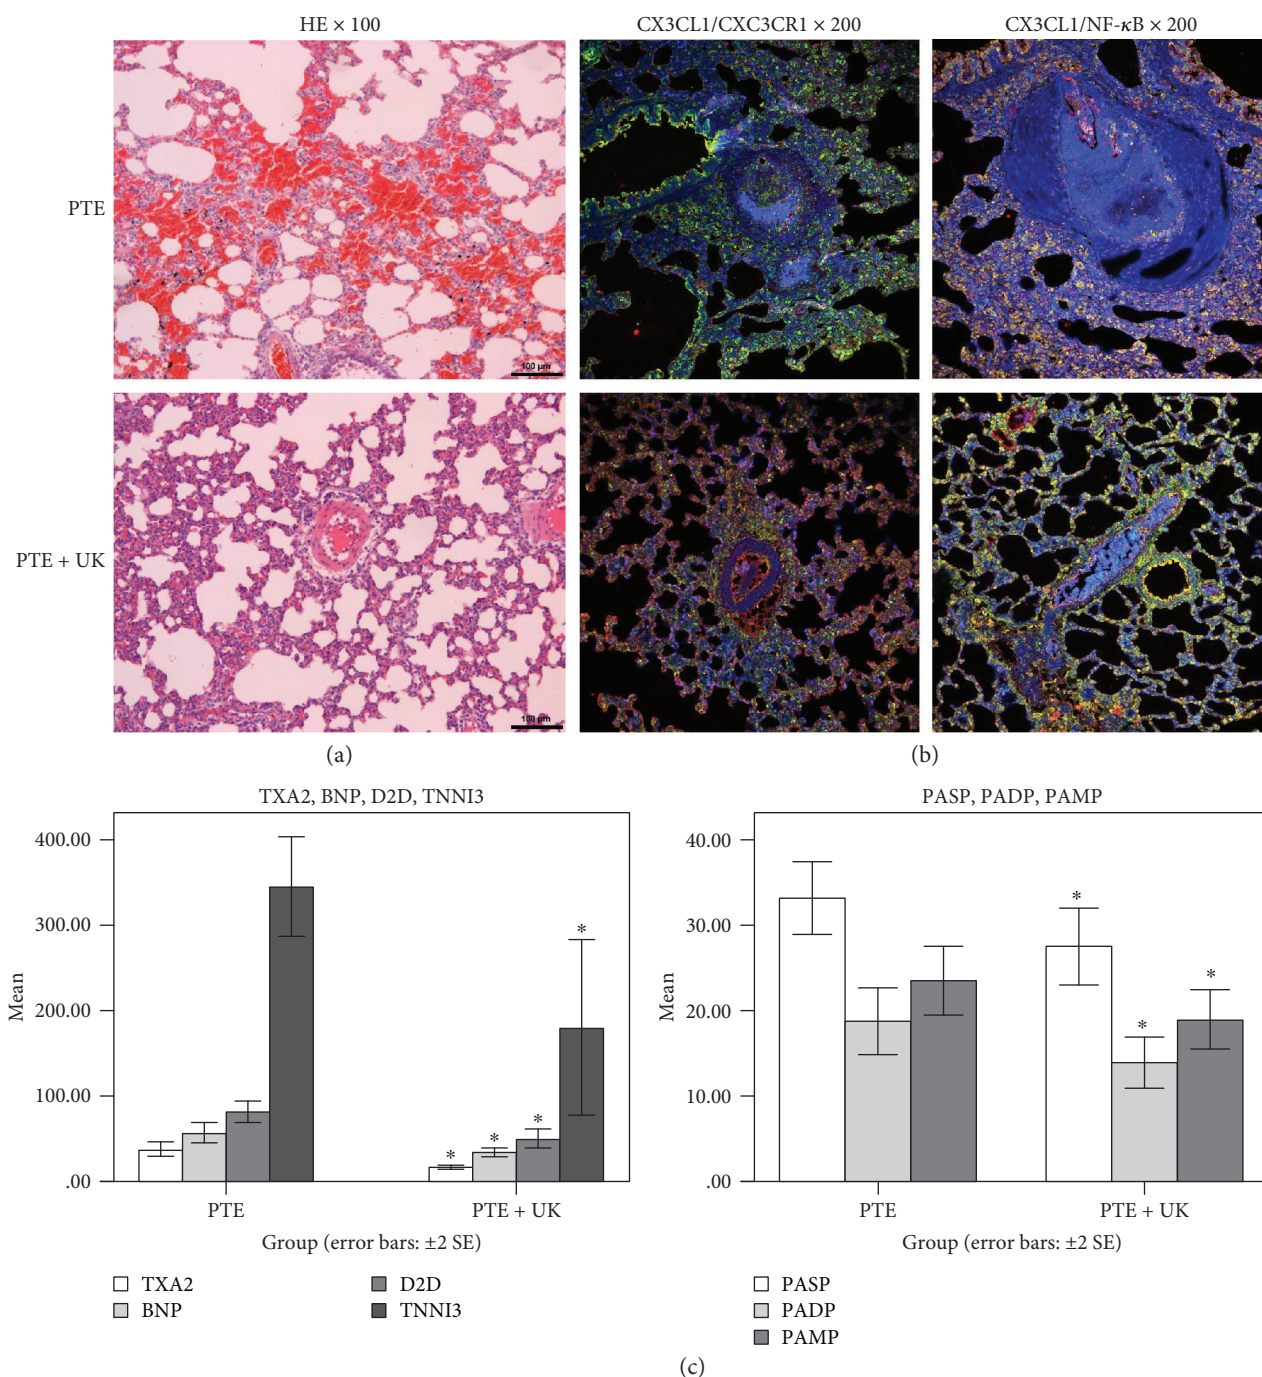 HE × 100
CX3CL1/CXC3CR1 × 200
CX3CL1/NF-κB × 200
PTE
100 μm
PTE + UK
100 μm
(a)
(b)
TXA2, BNP, D2D, TNNI3
400.00
300.00
200.00
100.00
.00
Mean
*
*
*
*
PTE
PTE + UK
Group (error bars: ±2 SE)
TXA2
BNP
D2D
TNNI3
PASP, PADP, PAMP
40.00
30.00
20.00
10.00
.00
Mean
*
*
*
PTE
PTE + UK
Group (error bars: ±2 SE)
PASP
PADP
PAMP
(c)